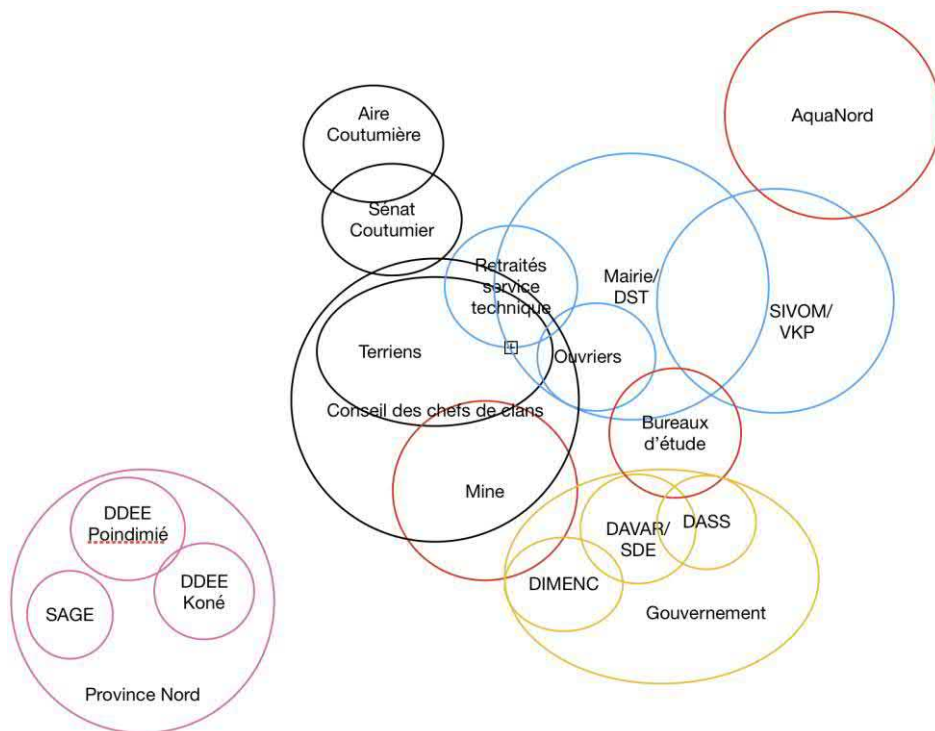 Aire
Coutumière
AquaNord
Sénat
Coutumier
Retraités
service
technique
Mairie/
DST
SIVOM/
VKP
Terriens
Ouvriers
Conseil des chefs de clans
Bureaux
d'étude
Mine
DDEE
Poindimié
DAVAR/
SDE
DASS
DDEE
Koné
DIMENC
SAGE
Gouvernement
Province Nord